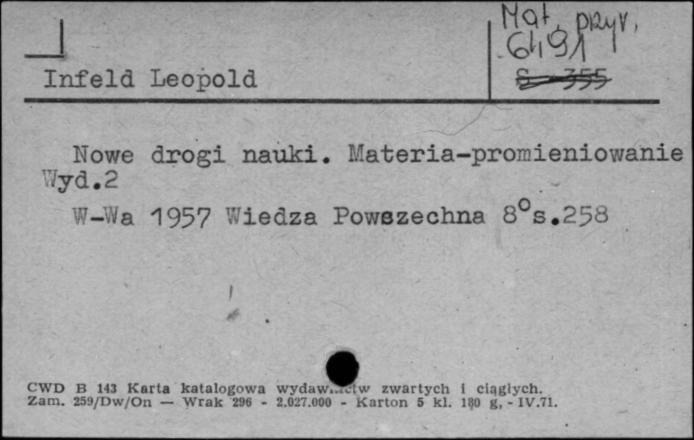 Mat. przyr.
6491
S-355
Infeld Leopold
Nowe drogi nauki. Materia-promieniowanie
Wyd.2
W-Wa 1957 Wiedza Powszechna 8°s.258
CWD B 143 Karta katalogowa wydawnictw zwartych i ciągłych.
Zam. 259/Dw/On — Wrak 296 - 2.027.000 - Karton 5 kl. 180 g, - IV.71.